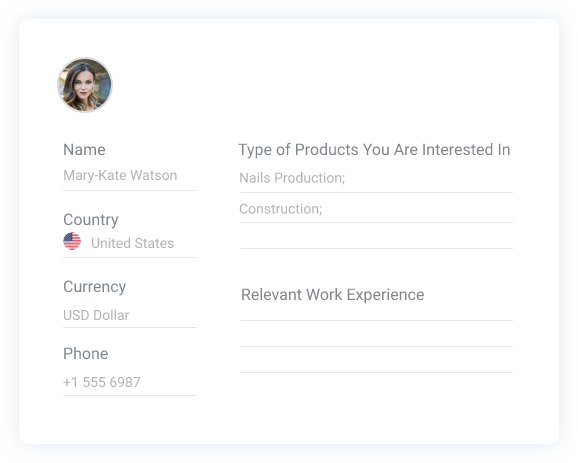 Name
Mary-Kate Watson
Country
United States
Currency
USD Dollar
Phone
+1 555 6987
Type of Products You Are Interested In
Nails Production;
Construction;
Relevant Work Experience